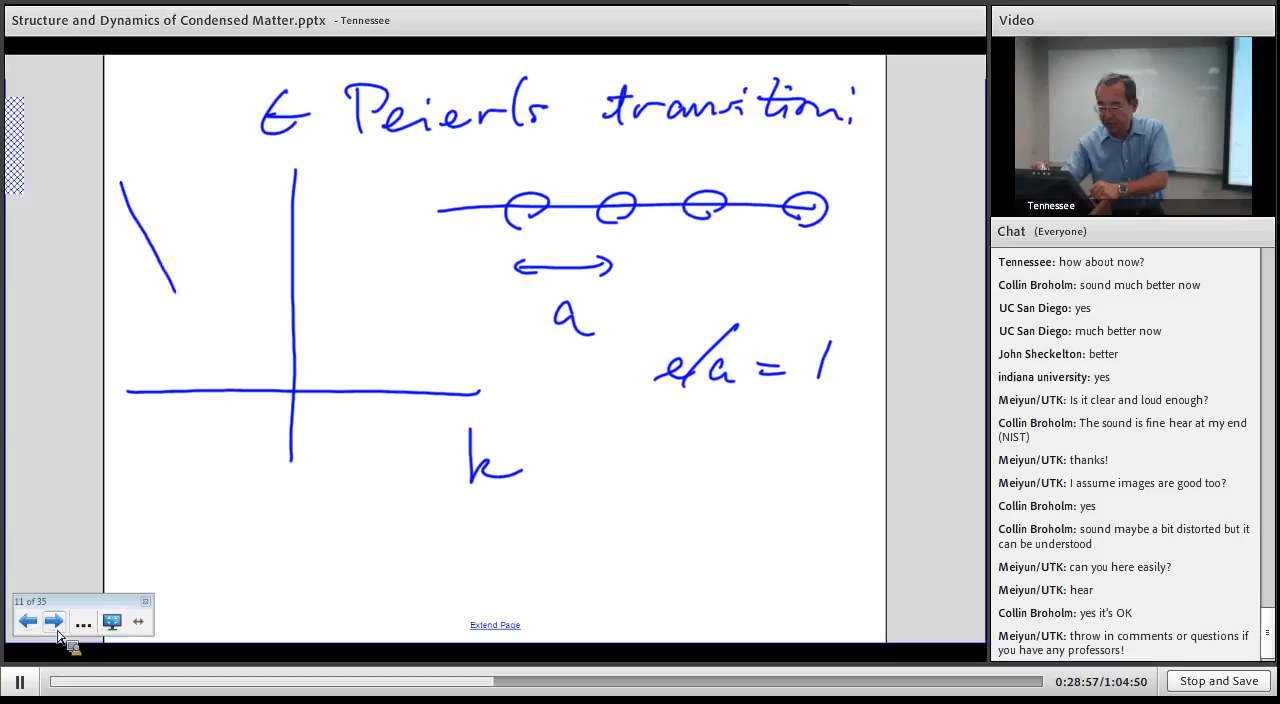 Structure and Dynamics of Condensed Matter.pptx - Tennessee
ϵ Peierls transition:
a
e/a = 1
k
11 of 35
...
Extend Page
Video
Tennessee
Chat (Everyone)
Tennessee: how about now?
Collin Broholm: sound much better now
UC San Diego: yes
UC San Diego: much better now
John Sheckelton: better
indiana university: yes
Meiyun/UTK: Is it clear and loud enough?
Collin Broholm: The sound is fine hear at my end
(NIST)
Meiyun/UTK: thanks!
Meiyun/UTK: I assume images are good too?
Collin Broholm: yes
Collin Broholm: sound maybe a bit distorted but it
can be understood
Meiyun/UTK: can you here easily?
Meiyun/UTK: hear
Collin Broholm: yes it's OK
Meiyun/UTK: throw in comments or questions if
you have any professors!
0:28:57/1:04:50
Stop and Save